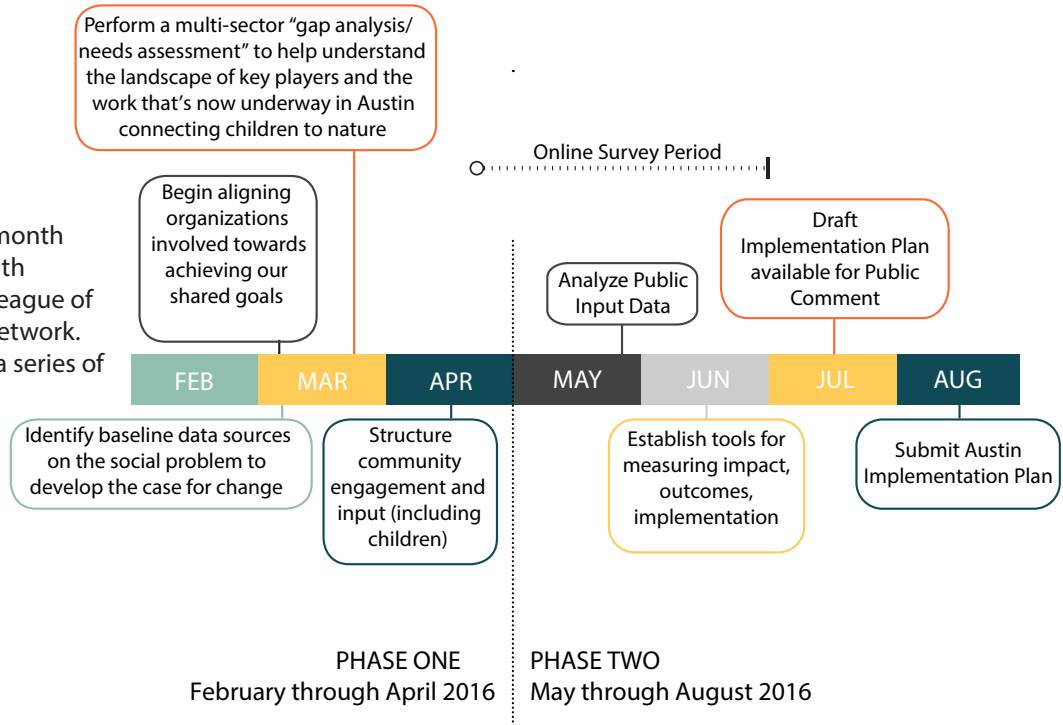 Perform a multi-sector “gap analysis/
needs assessment” to help understand
the landscape of key players and the
work that’s now underway in Austin
connecting children to nature
Online Survey Period
Begin aligning
organizations
involved towards
achieving our
shared goals
month
th
eague of
etwork.
a series of
Analyze Public
Input Data
Draft
Implementation Plan
available for Public
Comment
FEB
MAR
APR
MAY
JUN
JUL
AUG
Identify baseline data sources
on the social problem to
develop the case for change
Structure
community
engagement and
input (including
children)
Establish tools for
measuring impact,
outcomes,
implementation
Submit Austin
Implementation Plan
PHASE ONE
February through April 2016
PHASE TWO
May through August 2016